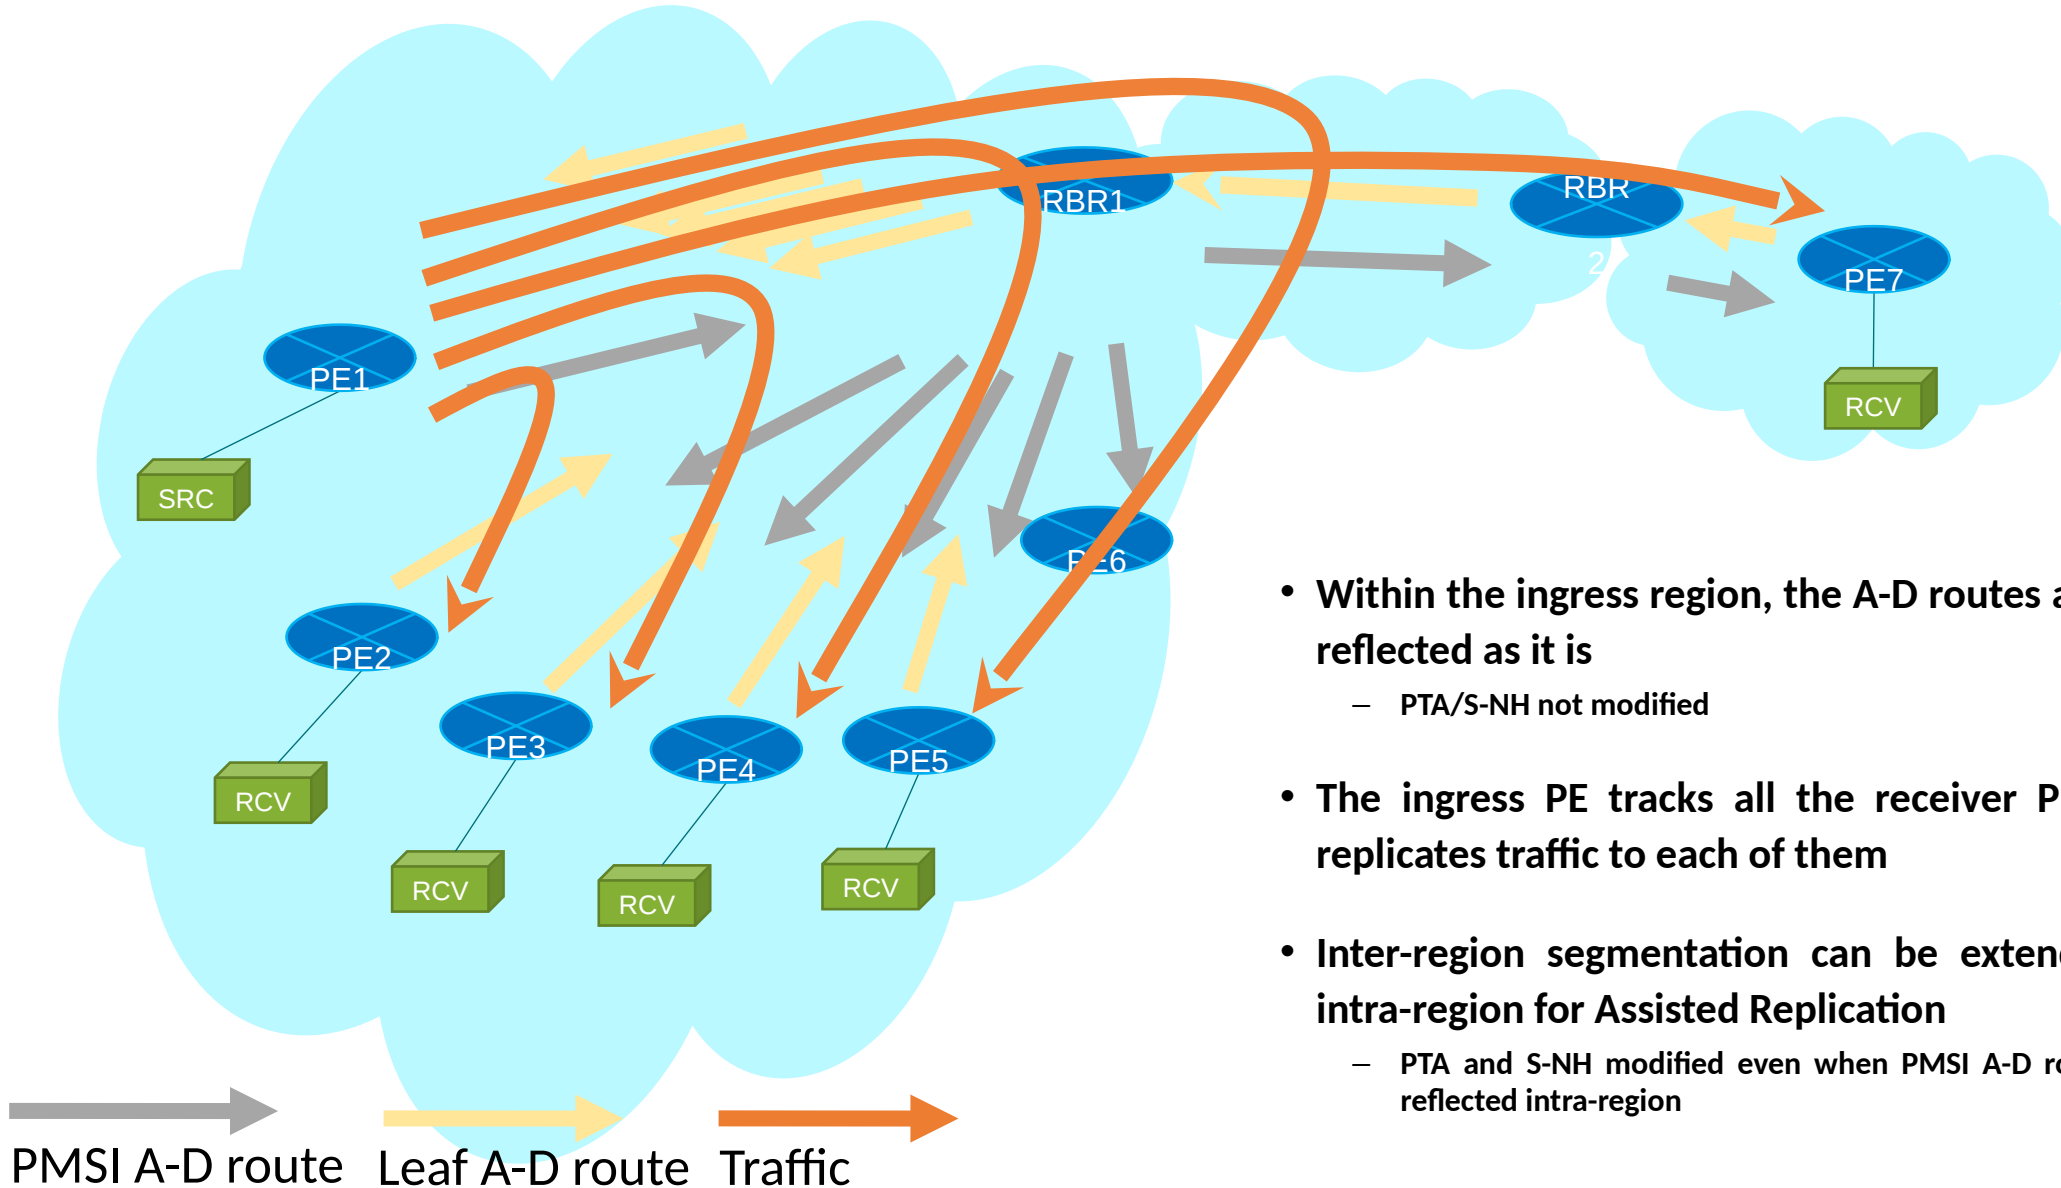 RBR1
RBR
2
PE7
RCV
PE1
SRC
PE6
PE2
PE3
PE4
PE5
RCV
RCV
RCV
RCV
• Within the ingress region, the A-D routes
reflected as it is
– PTA/S-NH not modified
• The ingress PE tracks all the receiver
replicates traffic to each of them
• Inter-region segmentation can be
intra-region for Assisted Replication
– PTA and S-NH modified even when PMSI A-D
reflected intra-region
PMSI A-D route
Leaf A-D route
Traffic